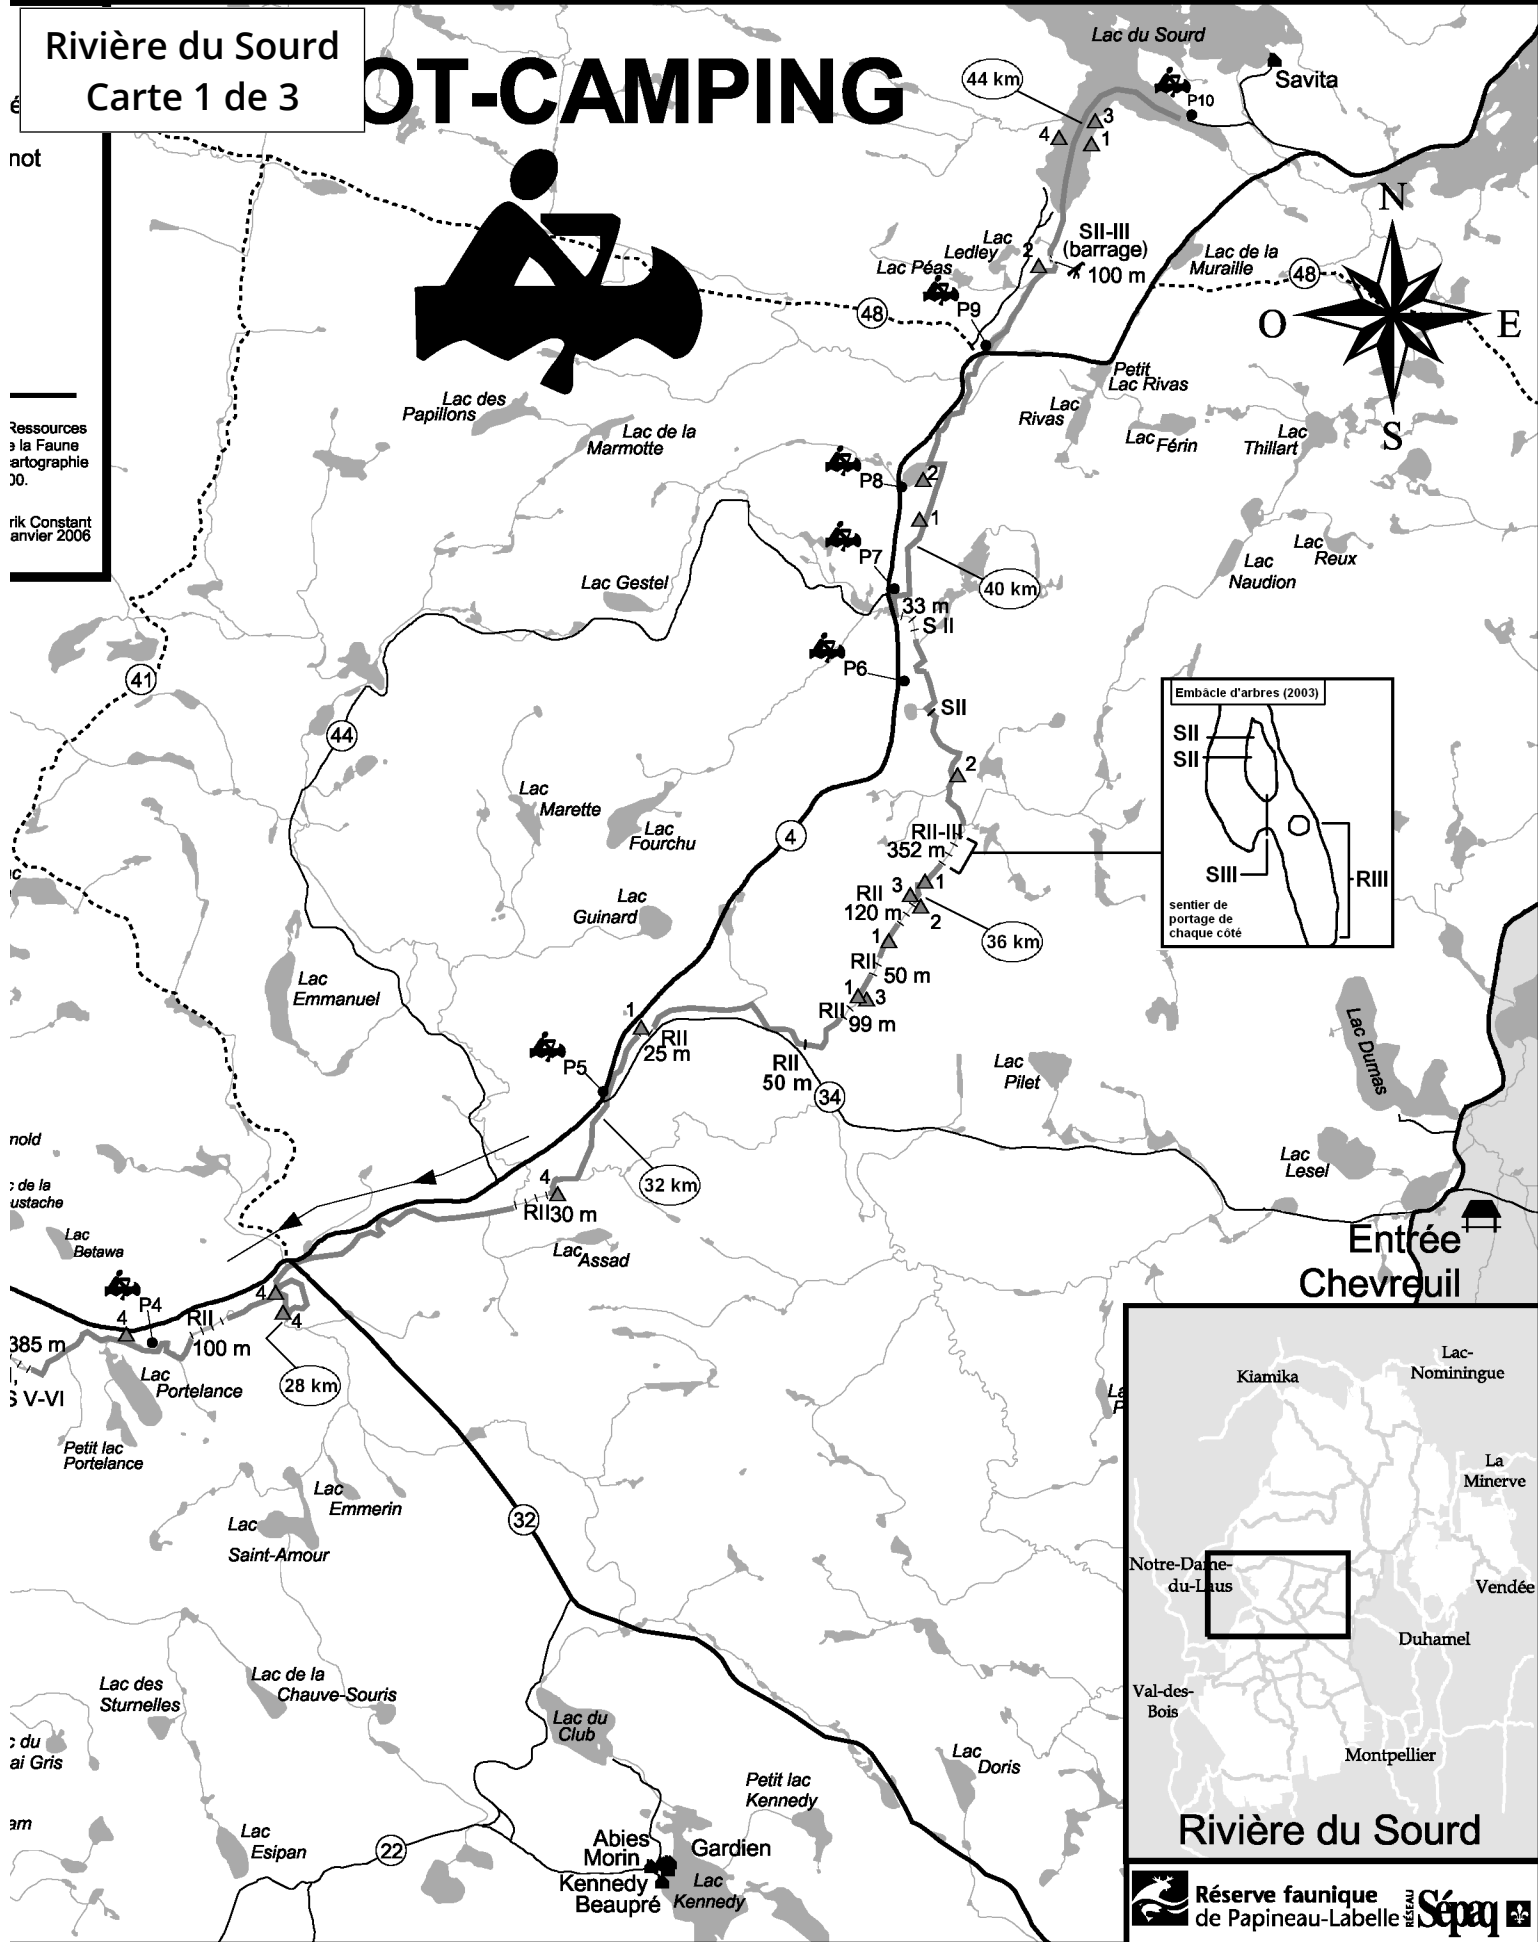 Rivière du Sourd
Carte 1 de 3
OT-CAMPING
not
Ressources
e la Faune
cartographie
00.
rik Constant
anvier 2006
Lac du Sourd
44 km
P10
Savita
3
4
1
SII-III
(barrage)
100 m
2
Lac
Ledley
Lac Péas
P9
48
Lac de la
Muraille
48
N
O
E
S
Petit
Lac Rivas
Lac
Rivas
Lac
Férin
Lac
Thillart
Lac des
Papillons
Lac de la
Marmotte
P8
2
1
P7
40 km
Lac
Reux
Lac
Naudion
Lac Gestel
33 m
S II
P6
SII
41
44
2
Embâcle d'arbres (2003)
SII
SII
SIII
RIII
sentier de
portage de
chaque côté
Lac
Marette
Lac
Fourchu
4
RII-III
352 m
3
1
RII
120 m
2
36 km
Lac
Guinard
1
RII
50 m
1
3
RII
99 m
Lac
Emmanuel
1
RII
25 m
P5
RII
50 m
34
Lac
Pilet
Lac Dumas
Lac
Lesel
32 km
4
RII
30 m
Lac
Assad
Entrée
Chevreuil
nold
c de la
ustache
Lac
Betawa
P4
4
RII
100 m
4
4
28 km
385 m
S V-VI
Lac
Portelance
Petit lac
Portelance
Lac
Emmerin
Lac
Saint-Amour
32
Lac des
Sturnelles
Lac de la
Chauve-Souris
c du
ai Gris
am
Lac
Esipan
22
Lac du
Club
Petit lac
Kennedy
Lac
Doris
Abies
Morin
Kennedy
Beaupré
Gardien
Lac
Kennedy
Kiamika
Lac-
Nominingue
La
Minerve
Notre-Dame-
du-Laus
Vendée
Duhamel
Val-des-
Bois
Montpellier
Rivière du Sourd
Réserve faunique
de Papineau-Labelle
RÉSEAU
Sépaq